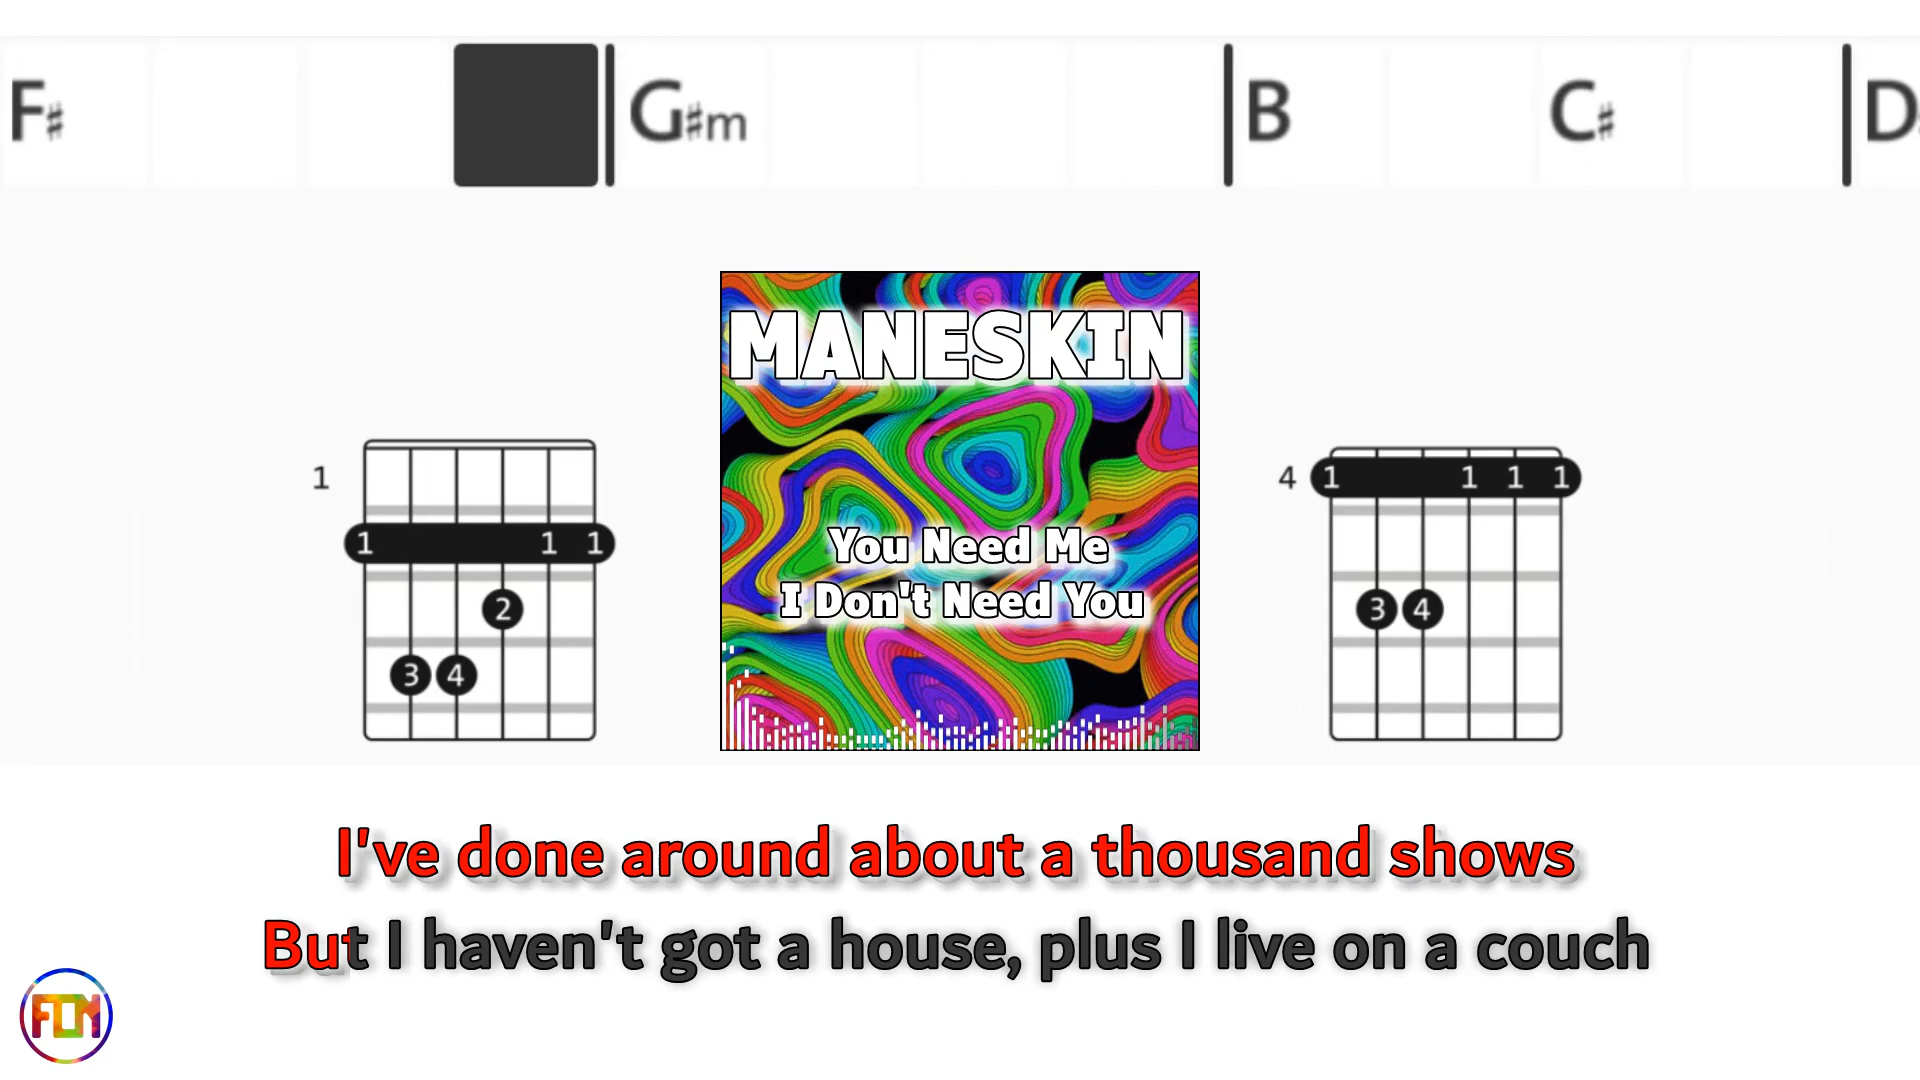 F♯ G♯m B C♯ D
MANESKIN
You Need Me
I Don't Need You
1
1 1 1
2
3 4
4 1 1 1 1
3 4
I've done around about a thousand shows
But I haven't got a house, plus I live on a couch